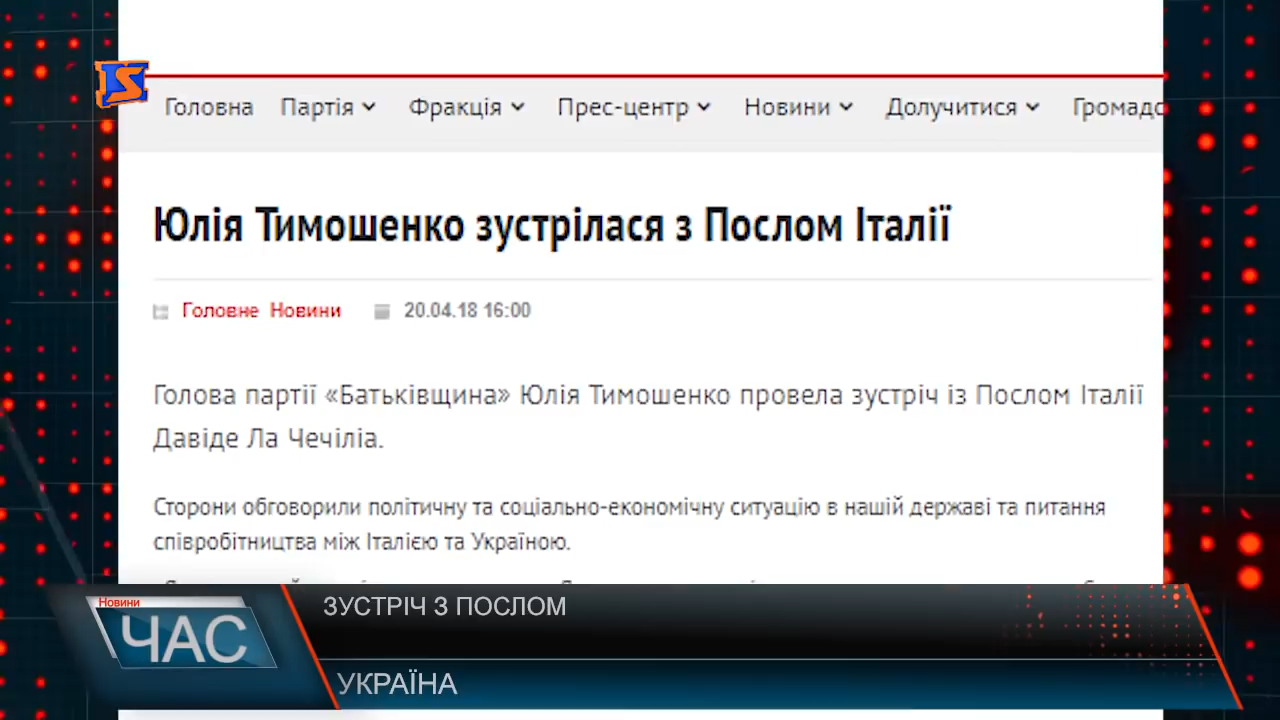 IS
Головна Партія Фракція Прес-центр Новини Долучитися
Юлія Тимошенко зустрілася з Послом Італії
Головне Новини 20.04.18 16:00
Голова партії «Батьківщина» Юлія Тимошенко провела зустріч із Послом Італії
Давіде Ла Чечіліа.
Сторони обговорили політичну та соціально-економічну ситуацію в нашій державі та питання
співробітництва між Італією та Україною.
Новини
ЧАС
ЗУСТРІЧ З ПОСЛОМ
УКРАЇНА